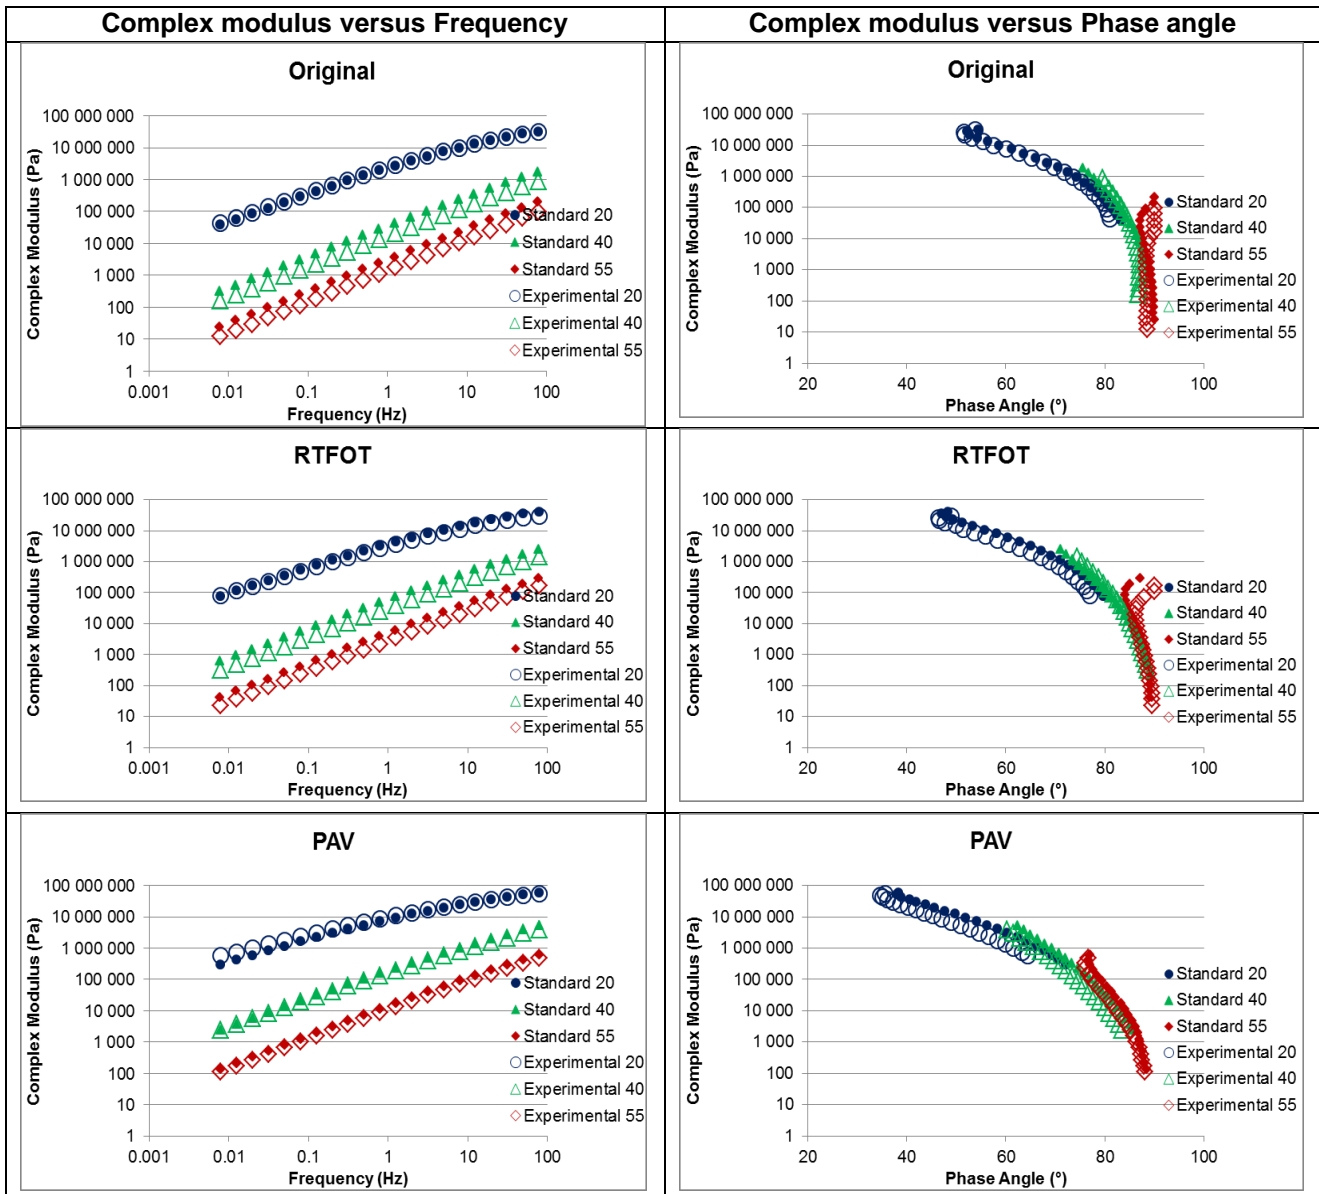 Complex modulus versus Frequency
Complex modulus versus Phase angle
Original
Complex Modulus (Pa)
100 000 000
10 000 000
1 000 000
100 000
10 000
1 000
100
10
1
0.001 0.01 0.1 1 10 100
Frequency (Hz)
Standard 20
Standard 40
Standard 55
Experimental 20
Experimental 40
Experimental 55
Original
Complex Modulus (Pa)
100 000 000
10 000 000
1 000 000
100 000
10 000
1 000
100
10
1
20 40 60 80 100
Phase Angle (°)
Standard 20
Standard 40
Standard 55
Experimental 20
Experimental 40
Experimental 55
RTFOT
Complex Modulus (Pa)
100 000 000
10 000 000
1 000 000
100 000
10 000
1 000
100
10
1
0.001 0.01 0.1 1 10 100
Frequency (Hz)
Standard 20
Standard 40
Standard 55
Experimental 20
Experimental 40
Experimental 55
RTFOT
Complex Modulus (Pa)
100 000 000
10 000 000
1 000 000
100 000
10 000
1 000
100
10
1
20 40 60 80 100
Phase Angle (°)
Standard 20
Standard 40
Standard 55
Experimental 20
Experimental 40
Experimental 55
PAV
Complex Modulus (Pa)
100 000 000
10 000 000
1 000 000
100 000
10 000
1 000
100
10
1
0.001 0.01 0.1 1 10 100
Frequency (Hz)
Standard 20
Standard 40
Standard 55
Experimental 20
Experimental 40
Experimental 55
PAV
Complex Modulus (Pa)
100 000 000
10 000 000
1 000 000
100 000
10 000
1 000
100
10
1
20 40 60 80 100
Phase Angle (°)
Standard 20
Standard 40
Standard 55
Experimental 20
Experimental 40
Experimental 55